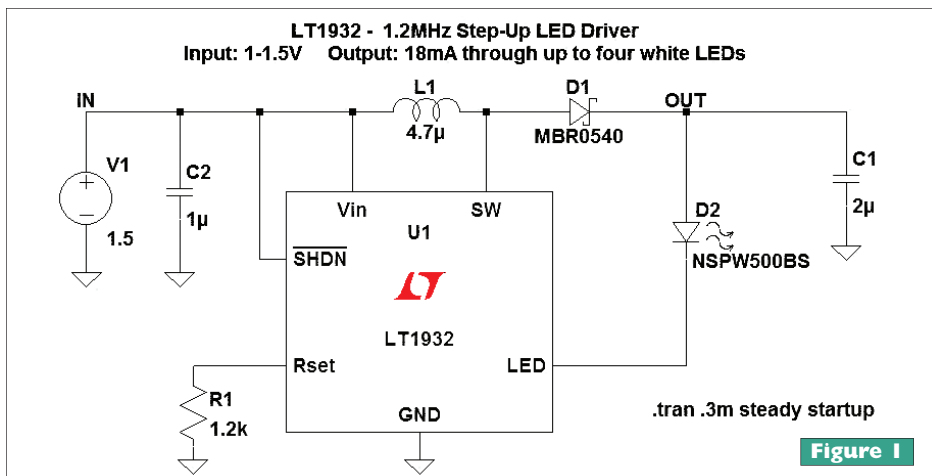 LT1932 - 1.2MHz Step-Up LED Driver
Input: 1-1.5V Output: 18mA through up to four white LEDs
IN
L1
4.7µ
D1
MBR0540
OUT
V1
1.5
C2
1µ
C1
2µ
Vin
SW
U1
SHDN
D2
NSPW500BS
LT1932
Rset
LED
R1
1.2k
GND
.tran .3m steady startup
Figure 1